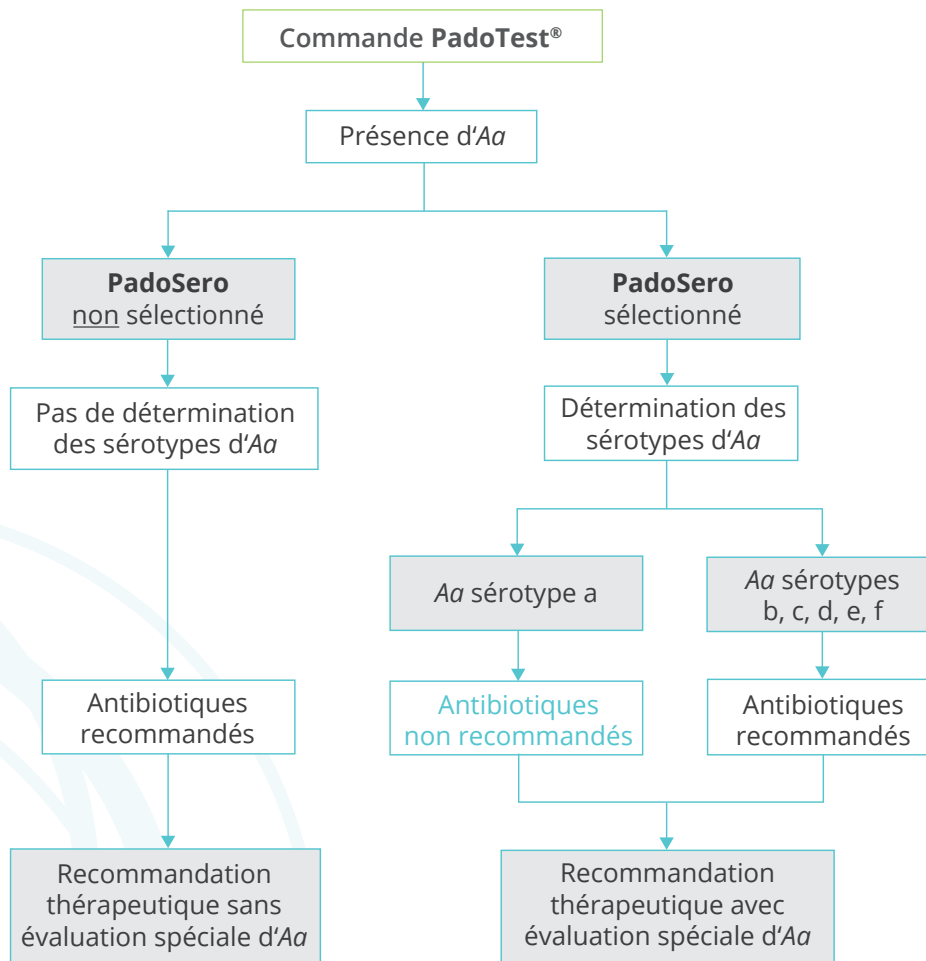 Commande PadoTest®
Présence d‘Aa
PadoSero
non sélectionné
PadoSero
sélectionné
Pas de détermination
des sérotypes d‘Aa
Détermination des
sérotypes d‘Aa
Aa sérotype a
Aa sérotypes
b, c, d, e, f
Antibiotiques
recommandés
Antibiotiques
non recommandés
Antibiotiques
recommandés
Recommandation
thérapeutique sans
évaluation spéciale d‘Aa
Recommandation
thérapeutique avec
évaluation spéciale d‘Aa